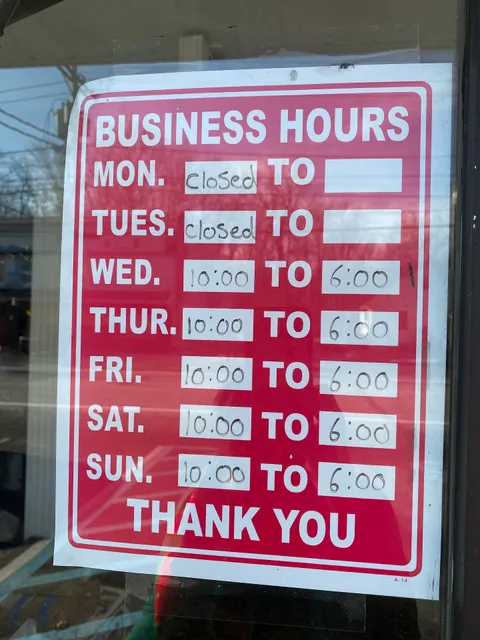 BUSINESS HOURS
MON. closed TO
TUES. closed TO
WED. 10:00 TO 6:00
THUR. 10:00 TO 6:00
FRI. 10:00 TO 6:00
SAT. 10:00 TO 6:00
SUN. 10:00 TO 6:00
THANK YOU
A-14